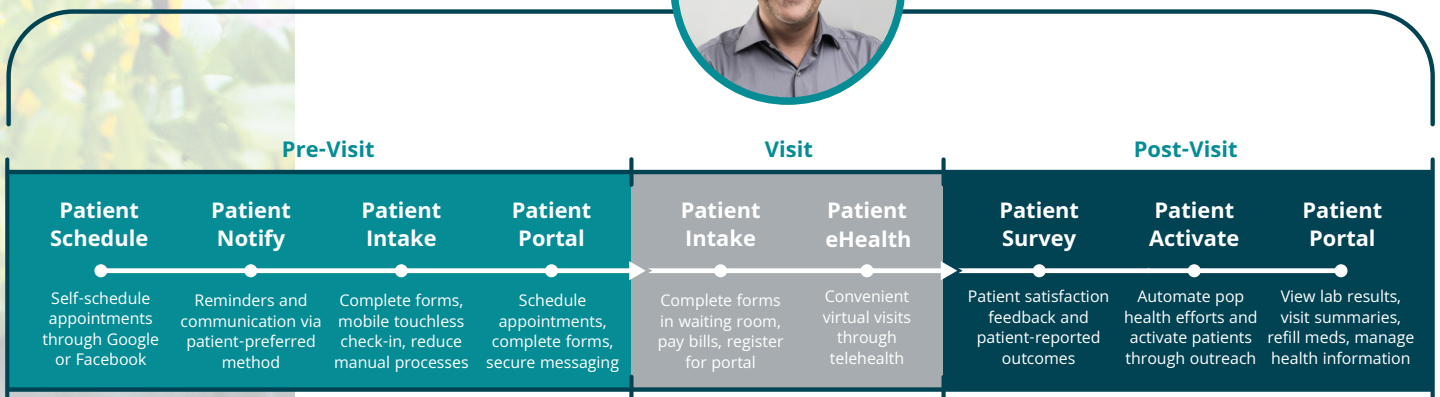 Pre-Visit
Patient
Schedule
Self-schedule
appointments
through Google
or Facebook
Patient
Notify
Reminders and
communication via
patient-preferred
method
Patient
Intake
Complete forms,
mobile touchless
check-in, reduce
manual processes
Patient
Portal
Schedule
appointments,
complete forms,
secure messaging
Visit
Patient
Intake
Complete forms
in waiting room,
pay bills, register
for portal
Patient
eHealth
Convenient
virtual visits
through
telehealth
Post-Visit
Patient
Survey
Patient satisfaction
feedback and
patient-reported
outcomes
Patient
Activate
Automate pop
health efforts and
activate patients
through outreach
Patient
Portal
View lab results,
visit summaries,
refill meds, manage
health information